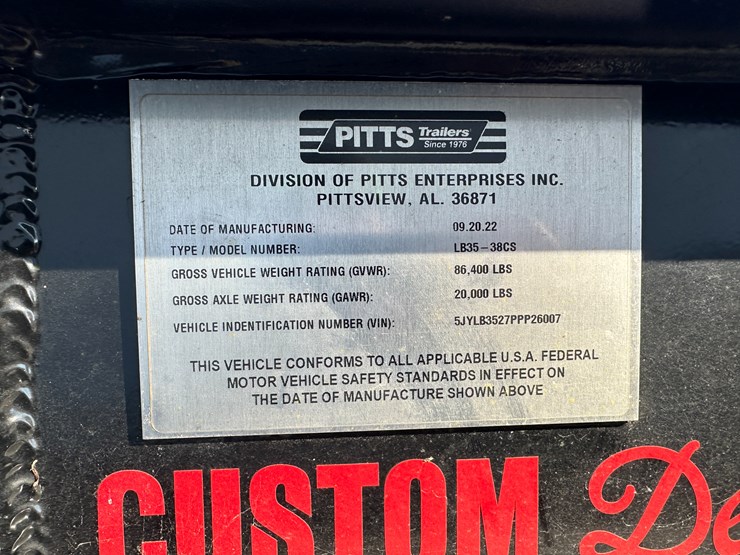 PITTS Trailers
Since 1976
DIVISION OF PITTS ENTERPRISES INC.
PITTSVIEW, AL. 36871
DATE OF MANUFACTURING: 09.20.22
TYPE / MODEL NUMBER: LB35-38CS
GROSS VEHICLE WEIGHT RATING (GVWR): 86,400 LBS
GROSS AXLE WEIGHT RATING (GAWR): 20,000 LBS
VEHICLE INDENTIFICATION NUMBER (VIN): 5JYLB3527PPP26007
THIS VEHICLE CONFORMS TO ALL APPLICABLE U.S.A. FEDERAL
MOTOR VEHICLE SAFETY STANDARDS IN EFFECT ON
THE DATE OF MANUFACTURE SHOWN ABOVE
CUSTOM De